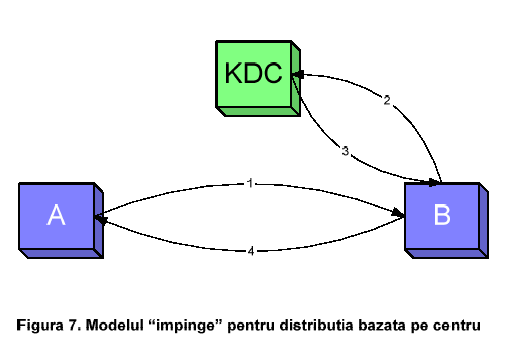 KDC
2
3
1
A
B
4
Figura 7. Modelul “impinge” pentru distributia bazata pe centru